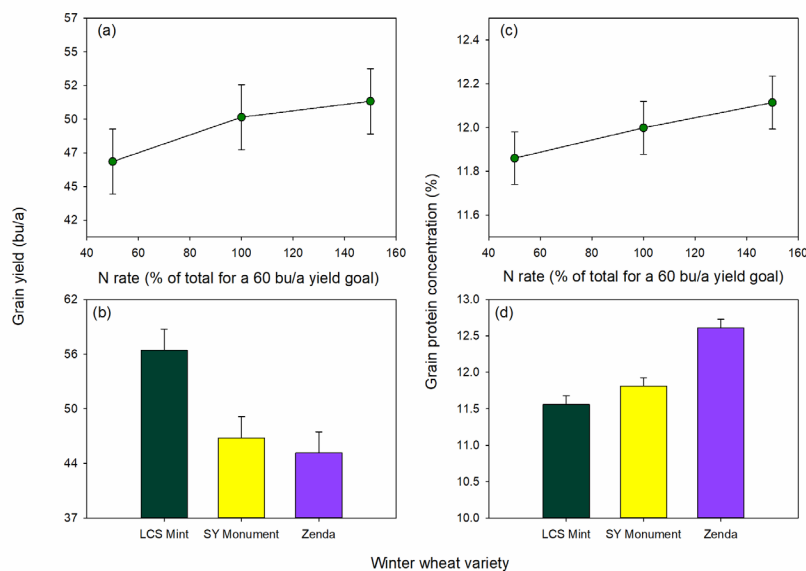 (a)
57
55
52
50
47
45
42
40 60 80 100 120 140 160
N rate (% of total for a 60 bu/a yield goal)
(c)
12.4
12.2
12.0
11.8
11.6
40 60 80 100 120 140 160
N rate (% of total for a 60 bu/a yield goal)
Grain yield (bu/a)
Grain protein concentration (%)
(b)
62
56
50
44
37
LCS Mint SY Monument Zenda
(d)
13.0
12.5
12.0
11.5
11.0
10.5
10.0
LCS Mint SY Monument Zenda
Winter wheat variety